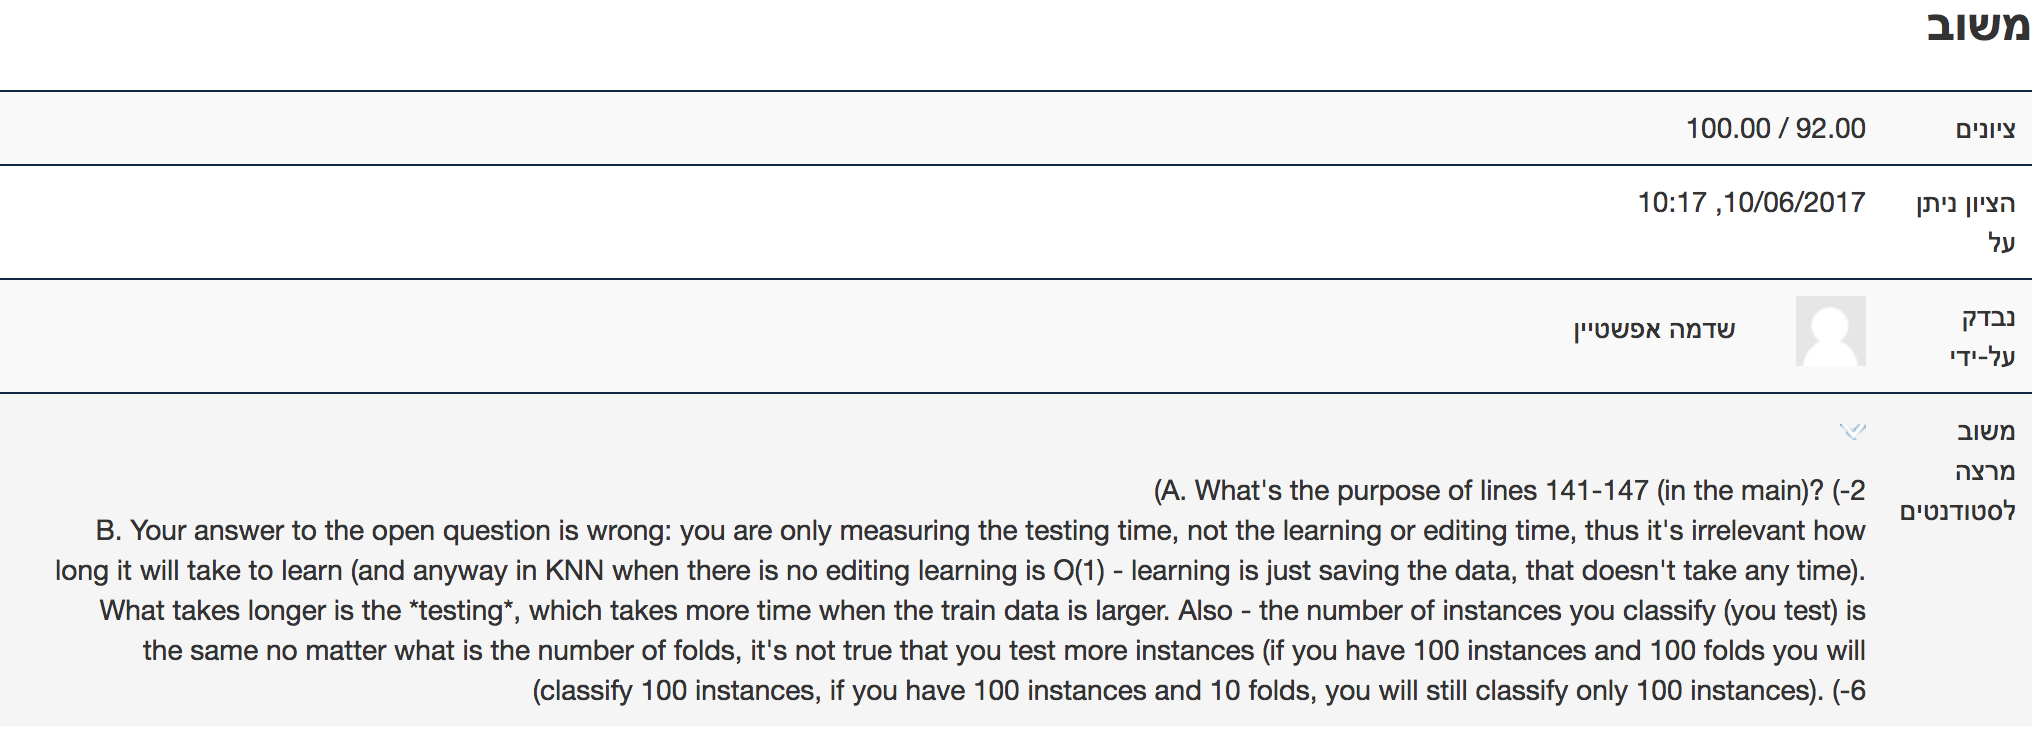 משוב
ציונים
100.00 / 92.00
הציון ניתן
על
10:17 ,10/06/2017
נבדק
על-ידי
שדמה אפשטיין
משוב
מרצה
לסטודנטים
(A. What's the purpose of lines 141-147 (in the main)? (-2
B. Your answer to the open question is wrong: you are only measuring the testing time, not the learning or editing time, thus it's irrelevant how
long it will take to learn (and anyway in KNN when there is no editing learning is O(1) - learning is just saving the data, that doesn't take any time).
What takes longer is the *testing*, which takes more time when the train data is larger. Also - the number of instances you classify (you test) is
the same no matter what is the number of folds, it's not true that you test more instances (if you have 100 instances and 100 folds you will
(classify 100 instances, if you have 100 instances and 10 folds, you will still classify only 100 instances). (-6